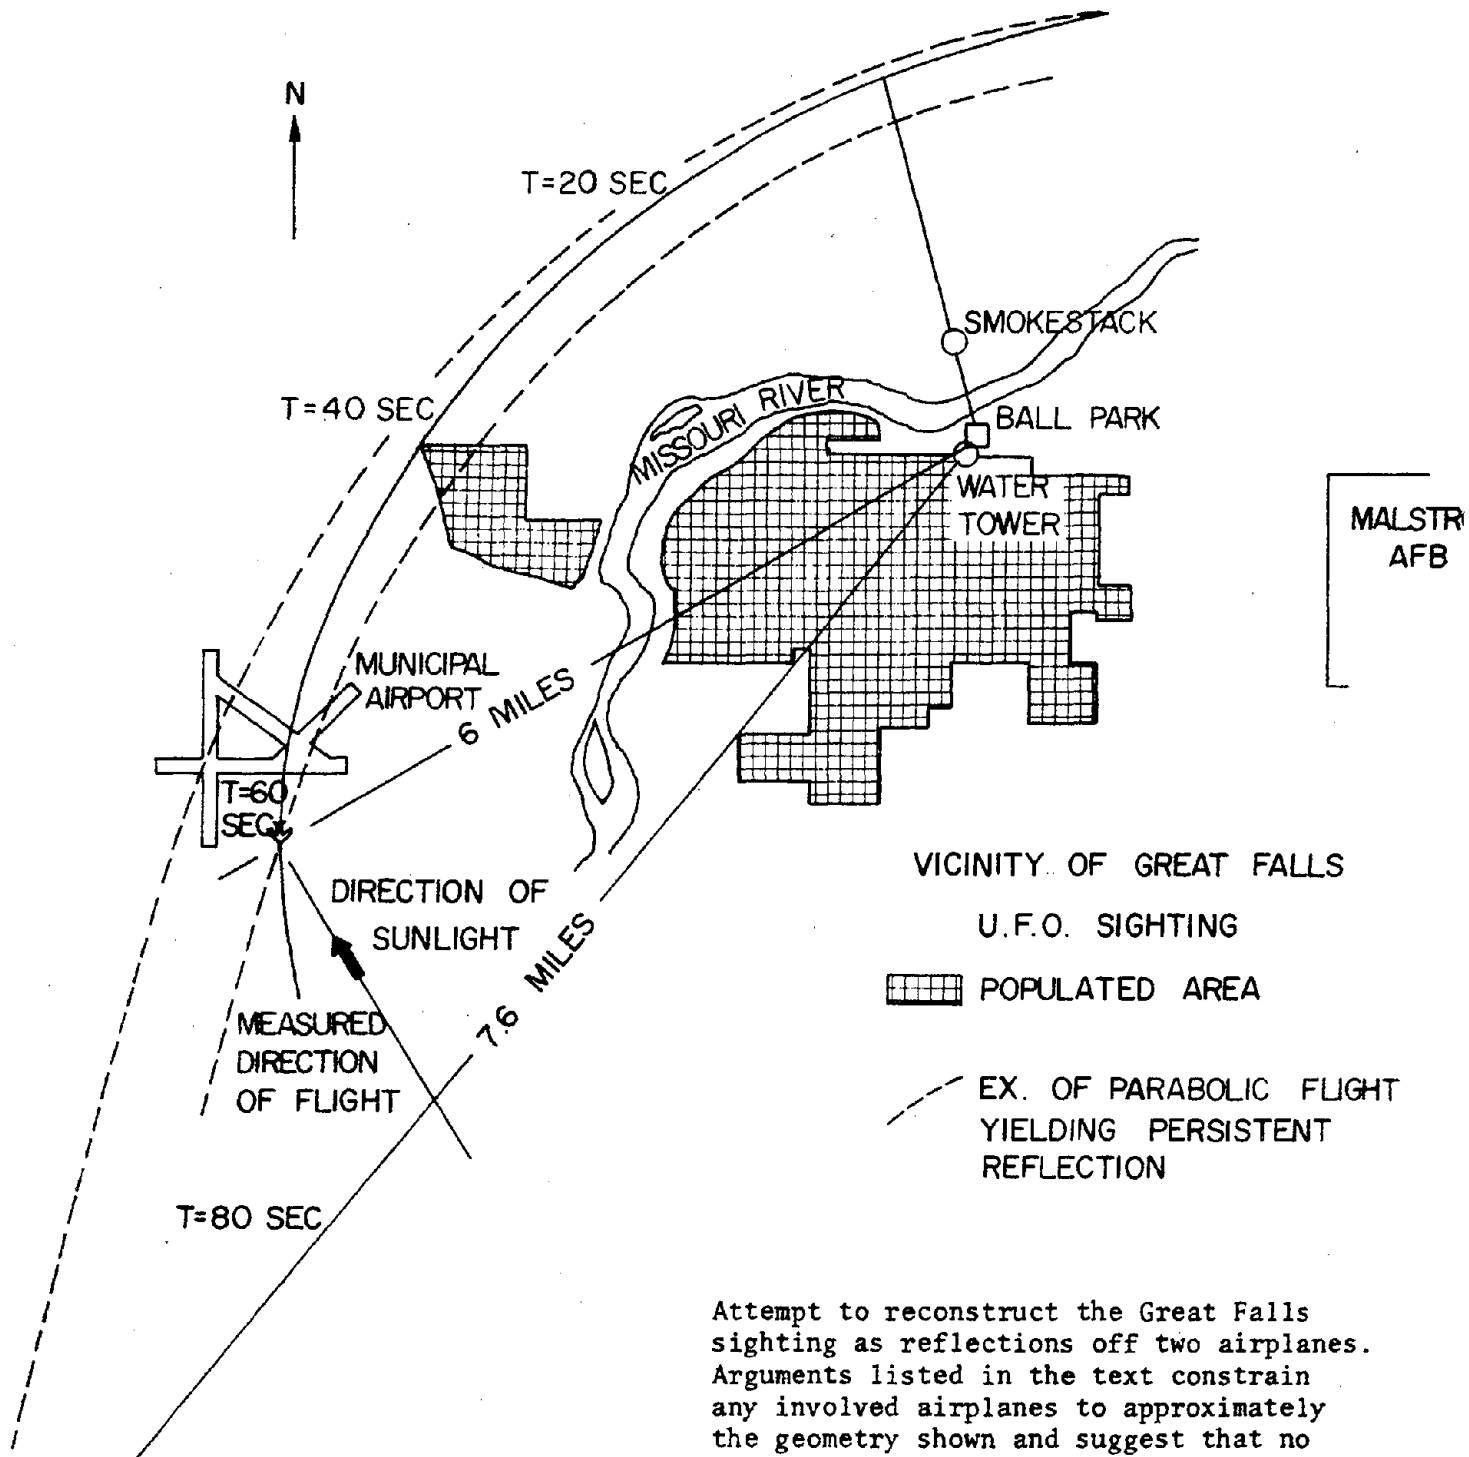 N
T=20 SEC
SMOKESTACK
T=40 SEC
MISSOURI RIVER
BALL PARK
WATER
TOWER
AFB
MUNICIPAL
AIRPORT
6 MILES
T=60
SEC
VICINITY OF GREAT FALLS
U.F.O. SIGHTING
DIRECTION OF
SUNLIGHT
7.6 MILES
POPULATED AREA
MEASURED
DIRECTION
OF FLIGHT
EX. OF PARABOLIC FLIGHT
YIELDING PERSISTENT
REFLECTION
T=80 SEC
Attempt to reconstruct the Great Falls
sighting as reflections off two airplanes.
Arguments listed in the text constrain
any involved airplanes to approximately
the geometry shown and suggest that no